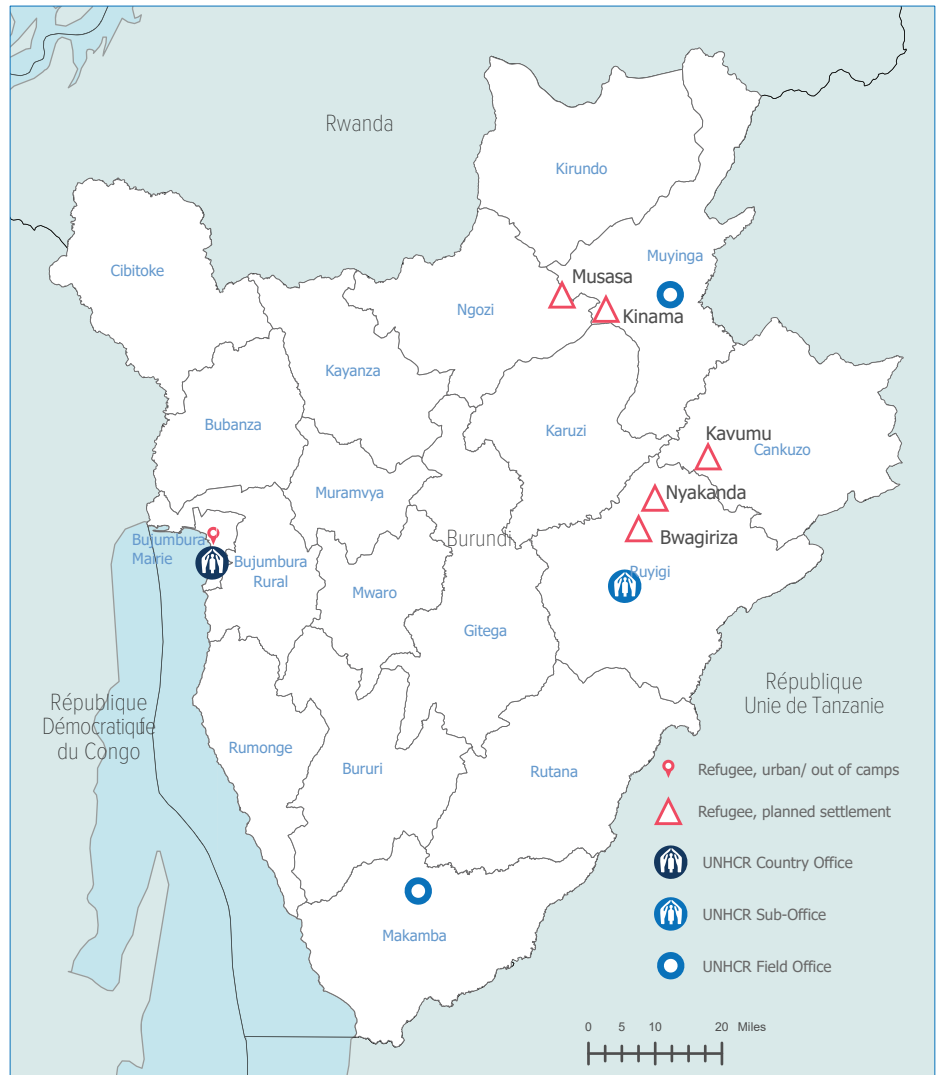 Rwanda
Kirundo
Cibitoke
Muyinga
Musasa
Ngozi
Kinama
Kayanza
Bubanza
Karuzi
Kavumu
Cankuzo
Muramvya
Nyakanda
Bujumbura
Mairie
Burundi
Bwagiriza
Bujumbura
Rural
Mwaro
Ruyigi
Gitega
République
Démocratique
du Congo
République
Unie de Tanzanie
Rumonge
Bururi
Rutana
Makamba
Refugee, urban/ out of camps
Refugee, planned settlement
UNHCR Country Office
UNHCR Sub-Office
UNHCR Field Office
0 5 10 20 Miles